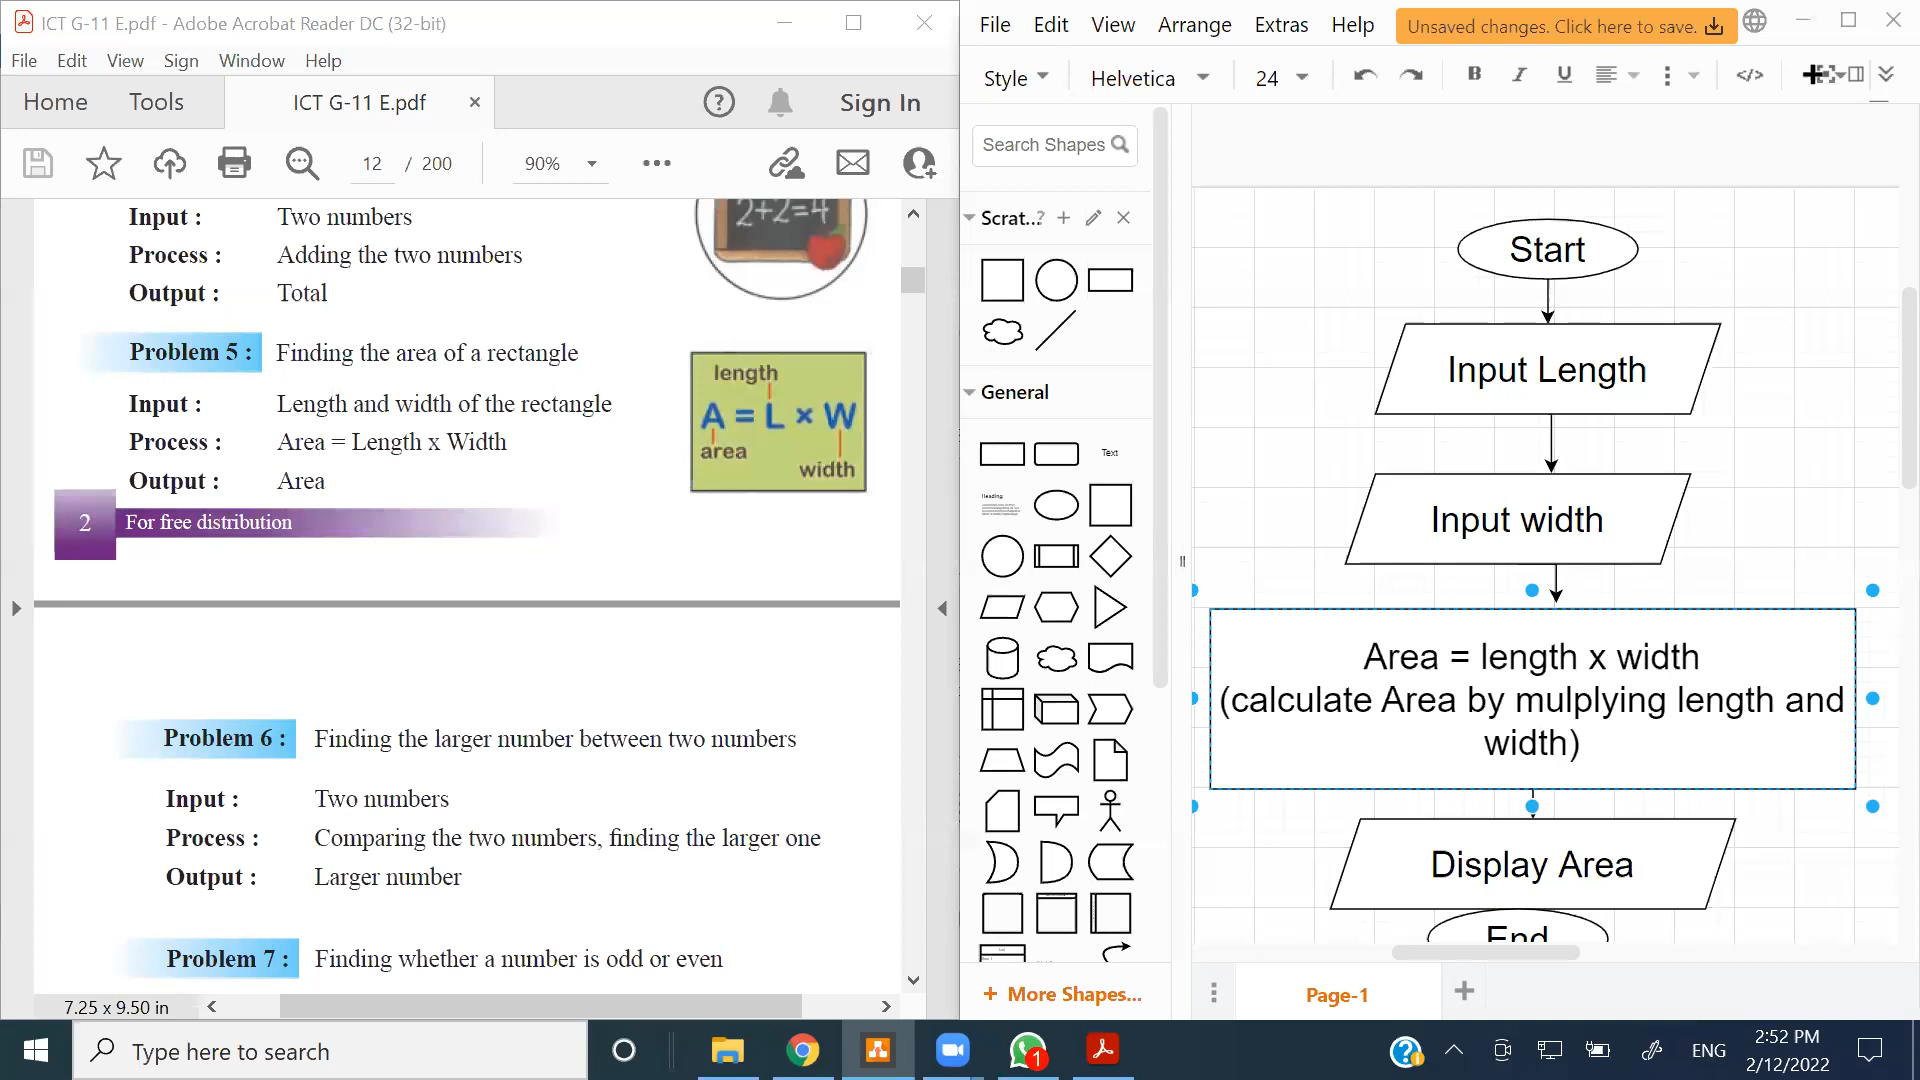 ICT G-11 E.pdf - Adobe Acrobat Reader DC (32-bit)
File Edit View Sign Window Help
Home Tools ICT G-11 E.pdf × ? Sign In
12 / 200 90%
Input : Two numbers
Process : Adding the two numbers
Output : Total
2+2=4
Problem 5 : Finding the area of a rectangle
Input : Length and width of the rectangle
Process : Area = Length x Width
Output : Area
length
A = L × W
area
width
2 For free distribution
Problem 6 : Finding the larger number between two numbers
Input : Two numbers
Process : Comparing the two numbers, finding the larger one
Output : Larger number
Problem 7 : Finding whether a number is odd or even
7.25 x 9.50 in
File Edit View Arrange Extras Help Unsaved changes. Click here to save.
Style Helvetica 24 B I U </>
Search Shapes
Scrat... ?
General
Text
Heading
+ More Shapes...
Start
Input Length
Input width
Area = length x width
(calculate Area by mulplying length and
width)
Display Area
End
Page-1
Type here to search
1
ENG
2:52 PM
2/12/2022